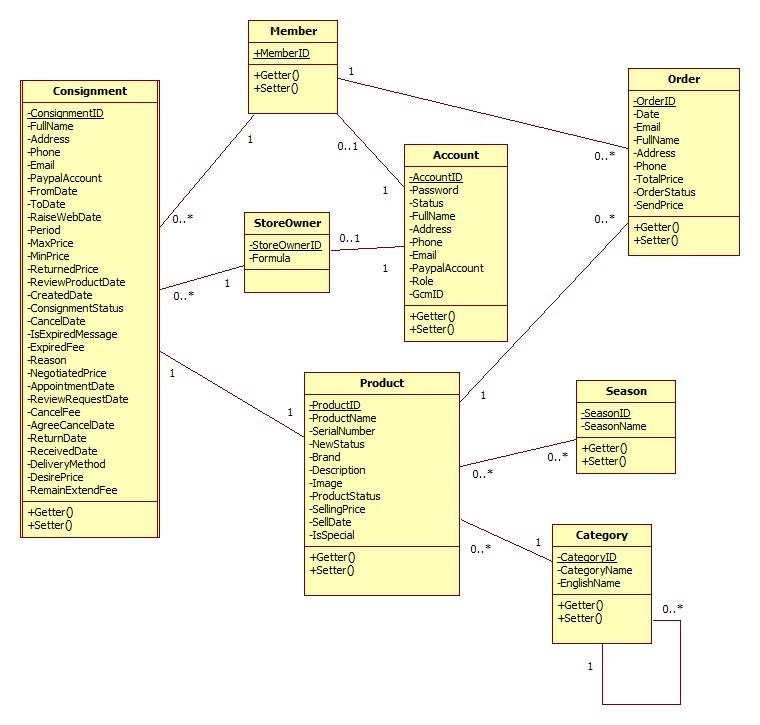 Member
+MemberID
+Getter()
+Setter()
1
0..*
1
0..1
0..*
1
Consignment
-ConsignmentID
-FullName
-Address
-Phone
-Email
-PaypalAccount
-FromDate
-ToDate
-RaiseWebDate
-Period
-MaxPrice
-MinPrice
-ReturnedPrice
-ReviewProductDate
-CreatedDate
-ConsignmentStatus
-CancelDate
-IsExpiredMessage
-ExpiredFee
-Reason
-NegotiatedPrice
-AppointmentDate
-ReviewRequestDate
-CancelFee
-AgreeCancelDate
-ReturnDate
-ReceivedDate
-DeliveryMethod
-DesirePrice
-RemainExtendFee
+Getter()
+Setter()
Order
-OrderID
-Date
-Email
-FullName
-Address
-Phone
-TotalPrice
-OrderStatus
-SendPrice
+Getter()
+Setter()
0..*
Account
-AccountID
-Password
-Status
-FullName
-Address
-Phone
-Email
-PaypalAccount
-Role
-GcmID
+Getter()
+Setter()
StoreOwner
-StoreOwnerID
-Formula
0..1
1
0..*
1
1
1
Product
-ProductID
-ProductName
-SerialNumber
-NewStatus
-Brand
-Description
-Image
-ProductStatus
-SellingPrice
-SellDate
-IsSpecial
+Getter()
+Setter()
1
0..*
0..*
Season
-SeasonID
-SeasonName
+Getter()
+Setter()
0..*
1
Category
-CategoryID
-CategoryName
-EnglishName
+Getter()
+Setter()
0..*
1